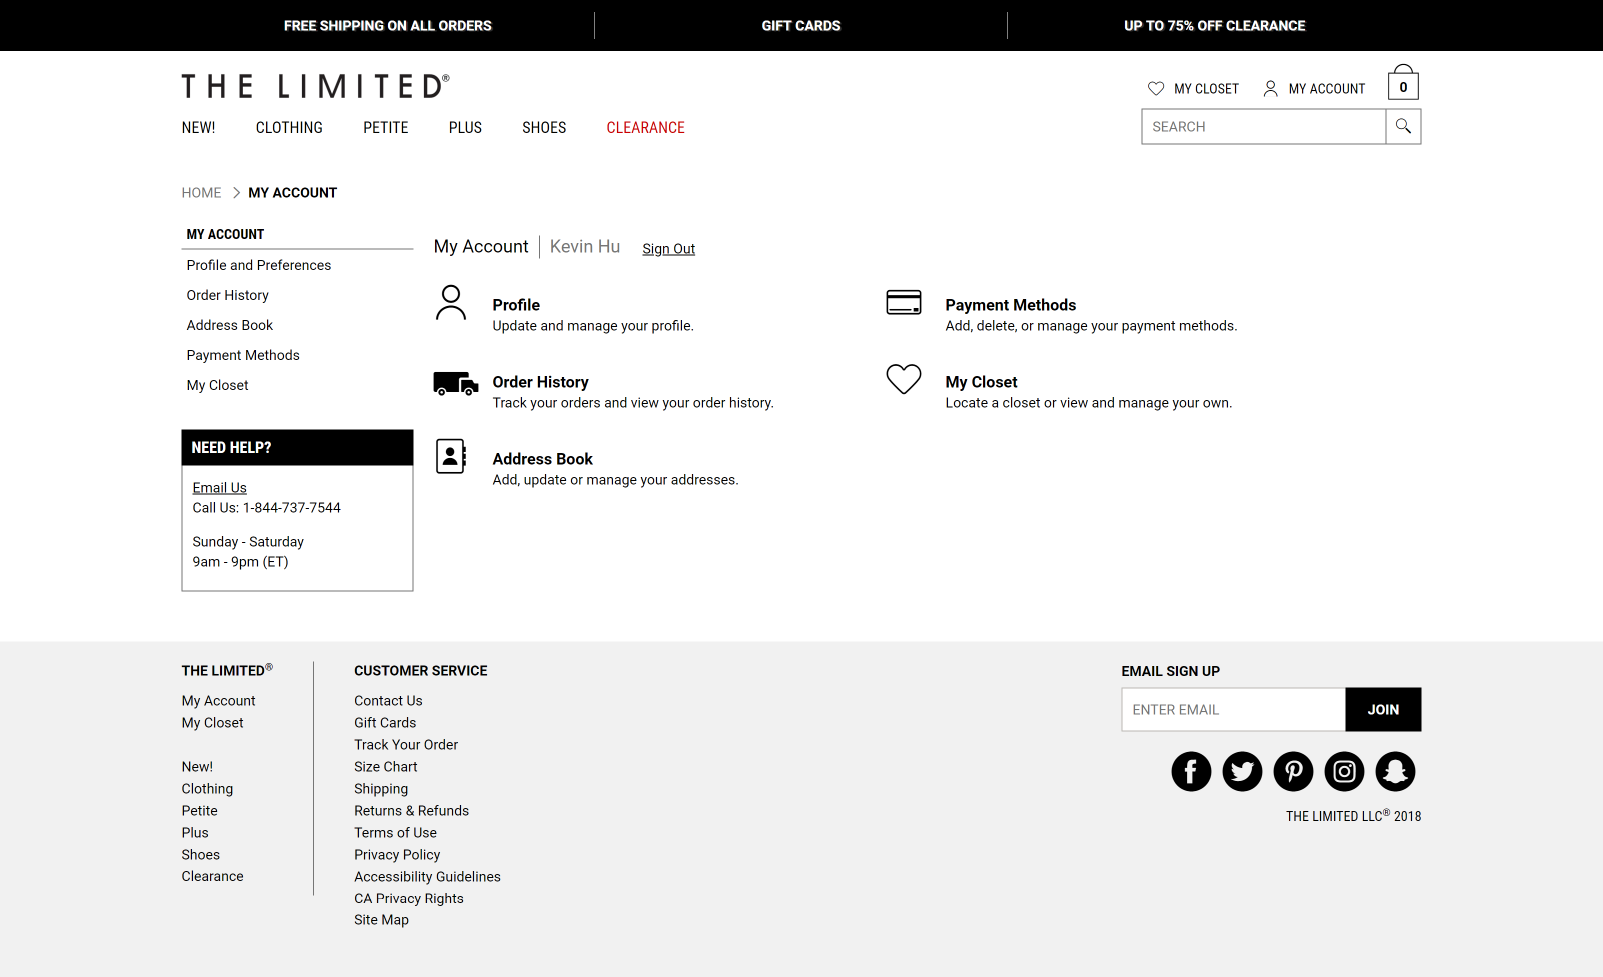 FREE SHIPPING ON ALL ORDERS
GIFT CARDS
UP TO 75% OFF CLEARANCE
THE LIMITED®
MY CLOSET
MY ACCOUNT
0
NEW!
CLOTHING
PETITE
PLUS
SHOES
CLEARANCE
SEARCH
HOME > MY ACCOUNT
MY ACCOUNT
Profile and Preferences
Order History
Address Book
Payment Methods
My Closet
NEED HELP?
Email Us
Call Us: 1-844-737-7544
Sunday - Saturday
9am - 9pm (ET)
My Account
Kevin Hu
Sign Out
Profile
Update and manage your profile.
Order History
Track your orders and view your order history.
Address Book
Add, update or manage your addresses.
Payment Methods
Add, delete, or manage your payment methods.
My Closet
Locate a closet or view and manage your own.
THE LIMITED®
My Account
My Closet
New!
Clothing
Petite
Plus
Shoes
Clearance
CUSTOMER SERVICE
Contact Us
Gift Cards
Track Your Order
Size Chart
Shipping
Returns & Refunds
Terms of Use
Privacy Policy
Accessibility Guidelines
CA Privacy Rights
Site Map
EMAIL SIGN UP
ENTER EMAIL
JOIN
THE LIMITED LLC® 2018